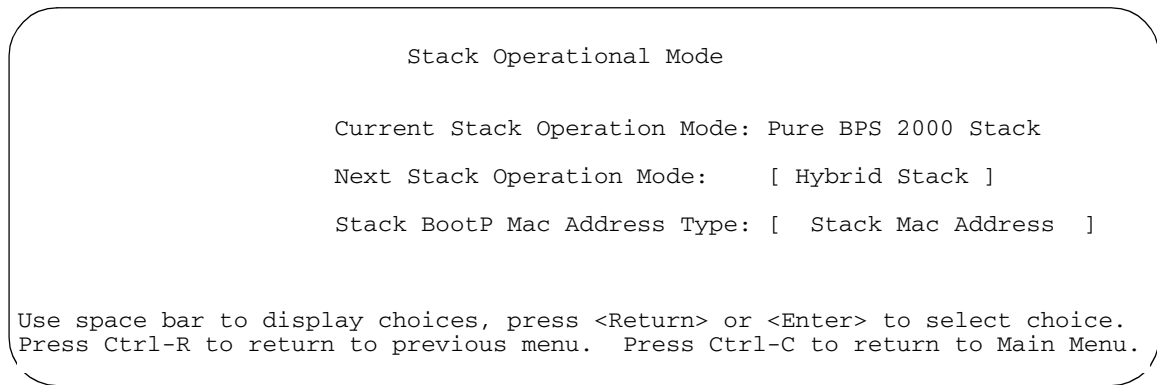 Stack Operational Mode
Current Stack Operation Mode: Pure BPS 2000 Stack
Next Stack Operation Mode: [ Hybrid Stack ]
Stack BootP Mac Address Type: [ Stack Mac Address ]
Use space bar to display choices, press <Return> or <Enter> to select choice.
Press Ctrl-R to return to previous menu. Press Ctrl-C to return to Main Menu.